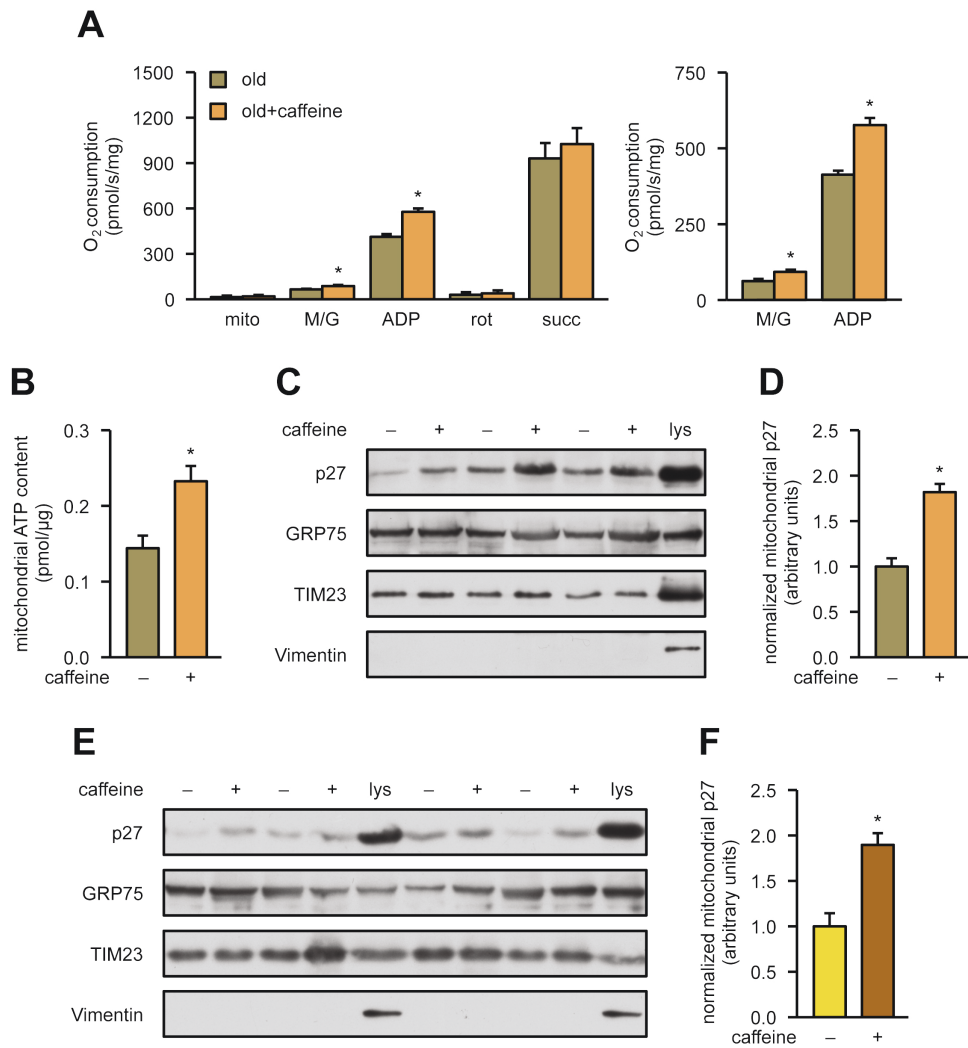 A
O2 consumption
(pmol/s/mg)
1500
1200
900
600
300
0
old
old+caffeine
*
*
mito M/G ADP rot succ
O2 consumption
(pmol/s/mg)
750
500
250
0
*
*
M/G ADP
B
mitochondrial ATP content
(pmol/µg)
0.3
0.2
0.1
0.0
*
caffeine – +
C
caffeine – + – + – + lys
p27
GRP75
TIM23
Vimentin
D
normalized mitochondrial p27
(arbitrary units)
2.5
2.0
1.5
1.0
0.5
0.0
*
caffeine – +
E
caffeine – + – + lys – + – + lys
p27
GRP75
TIM23
Vimentin
F
normalized mitochondrial p27
(arbitrary units)
2.5
2.0
1.5
1.0
0.5
0.0
*
caffeine – +